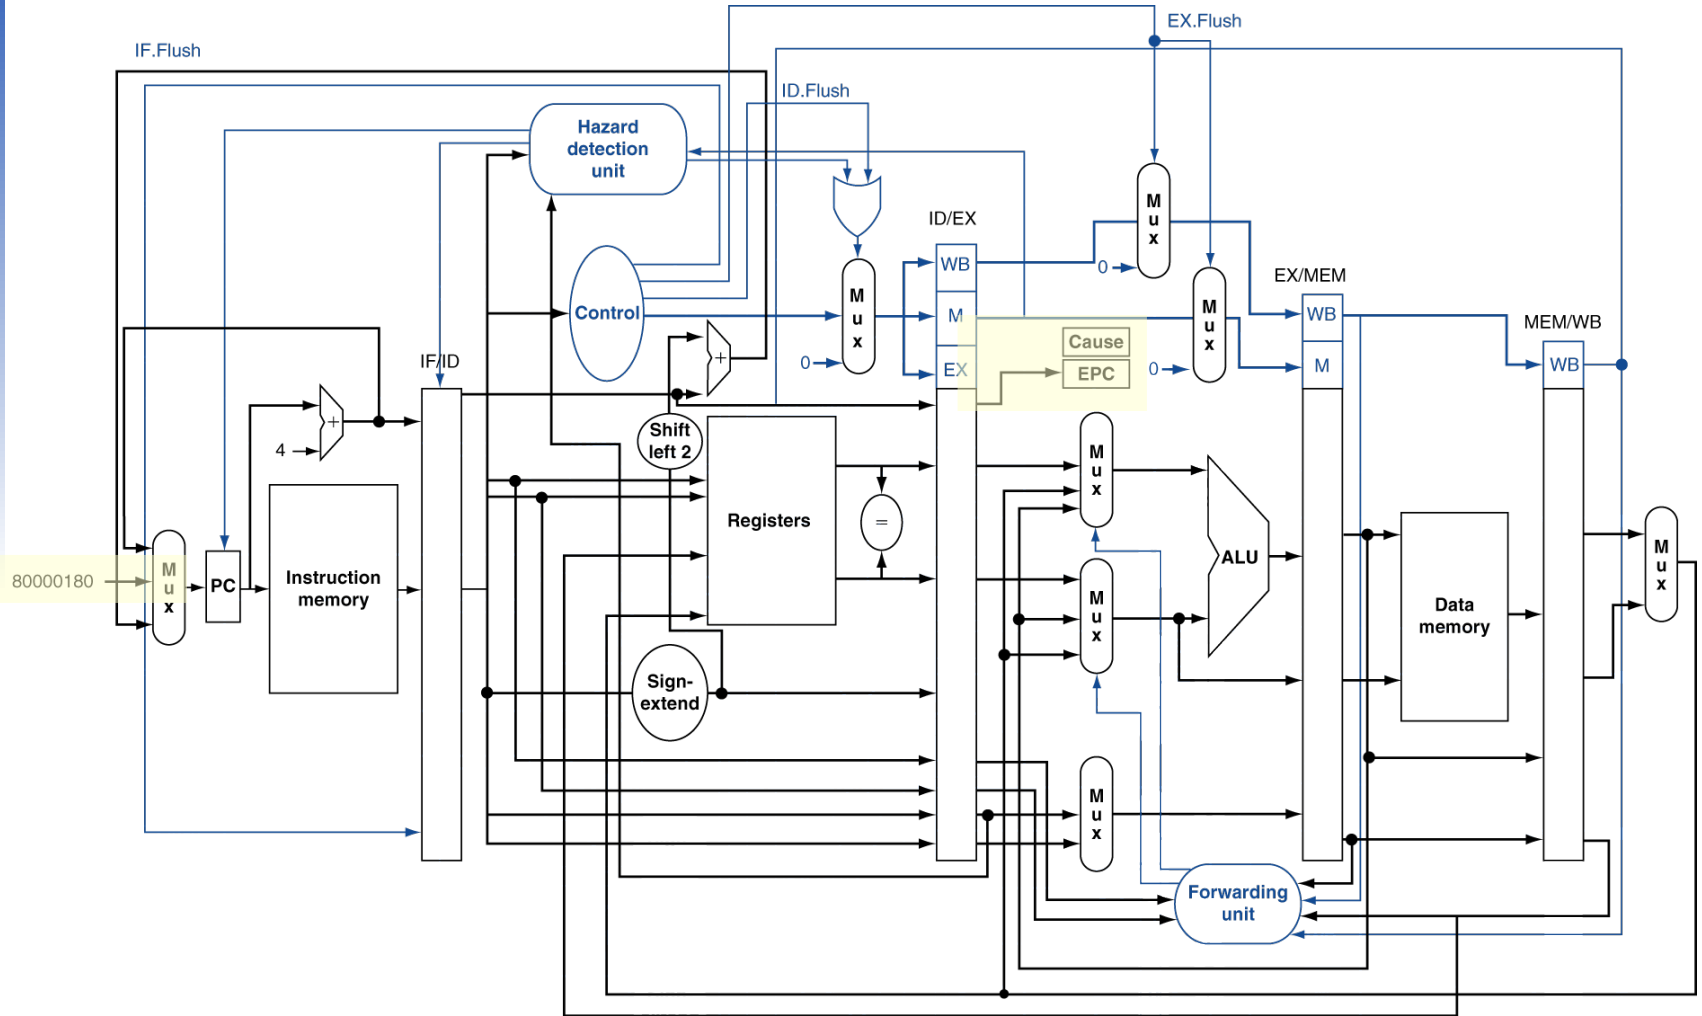 EX.Flush
IF.Flush
ID.Flush
Hazard
detection
unit
M
u
x
ID/EX
WB
0
EX/MEM
Control
M
u
x
M
M
u
x
WB
MEM/WB
Cause
IF/ID
+
0
EX
EPC
0
M
WB
+
4
Shift
left 2
M
u
x
Registers
=
ALU
M
u
x
80000180
M
u
x
PC
Instruction
memory
M
u
x
Data
memory
Sign-
extend
M
u
x
Forwarding
unit